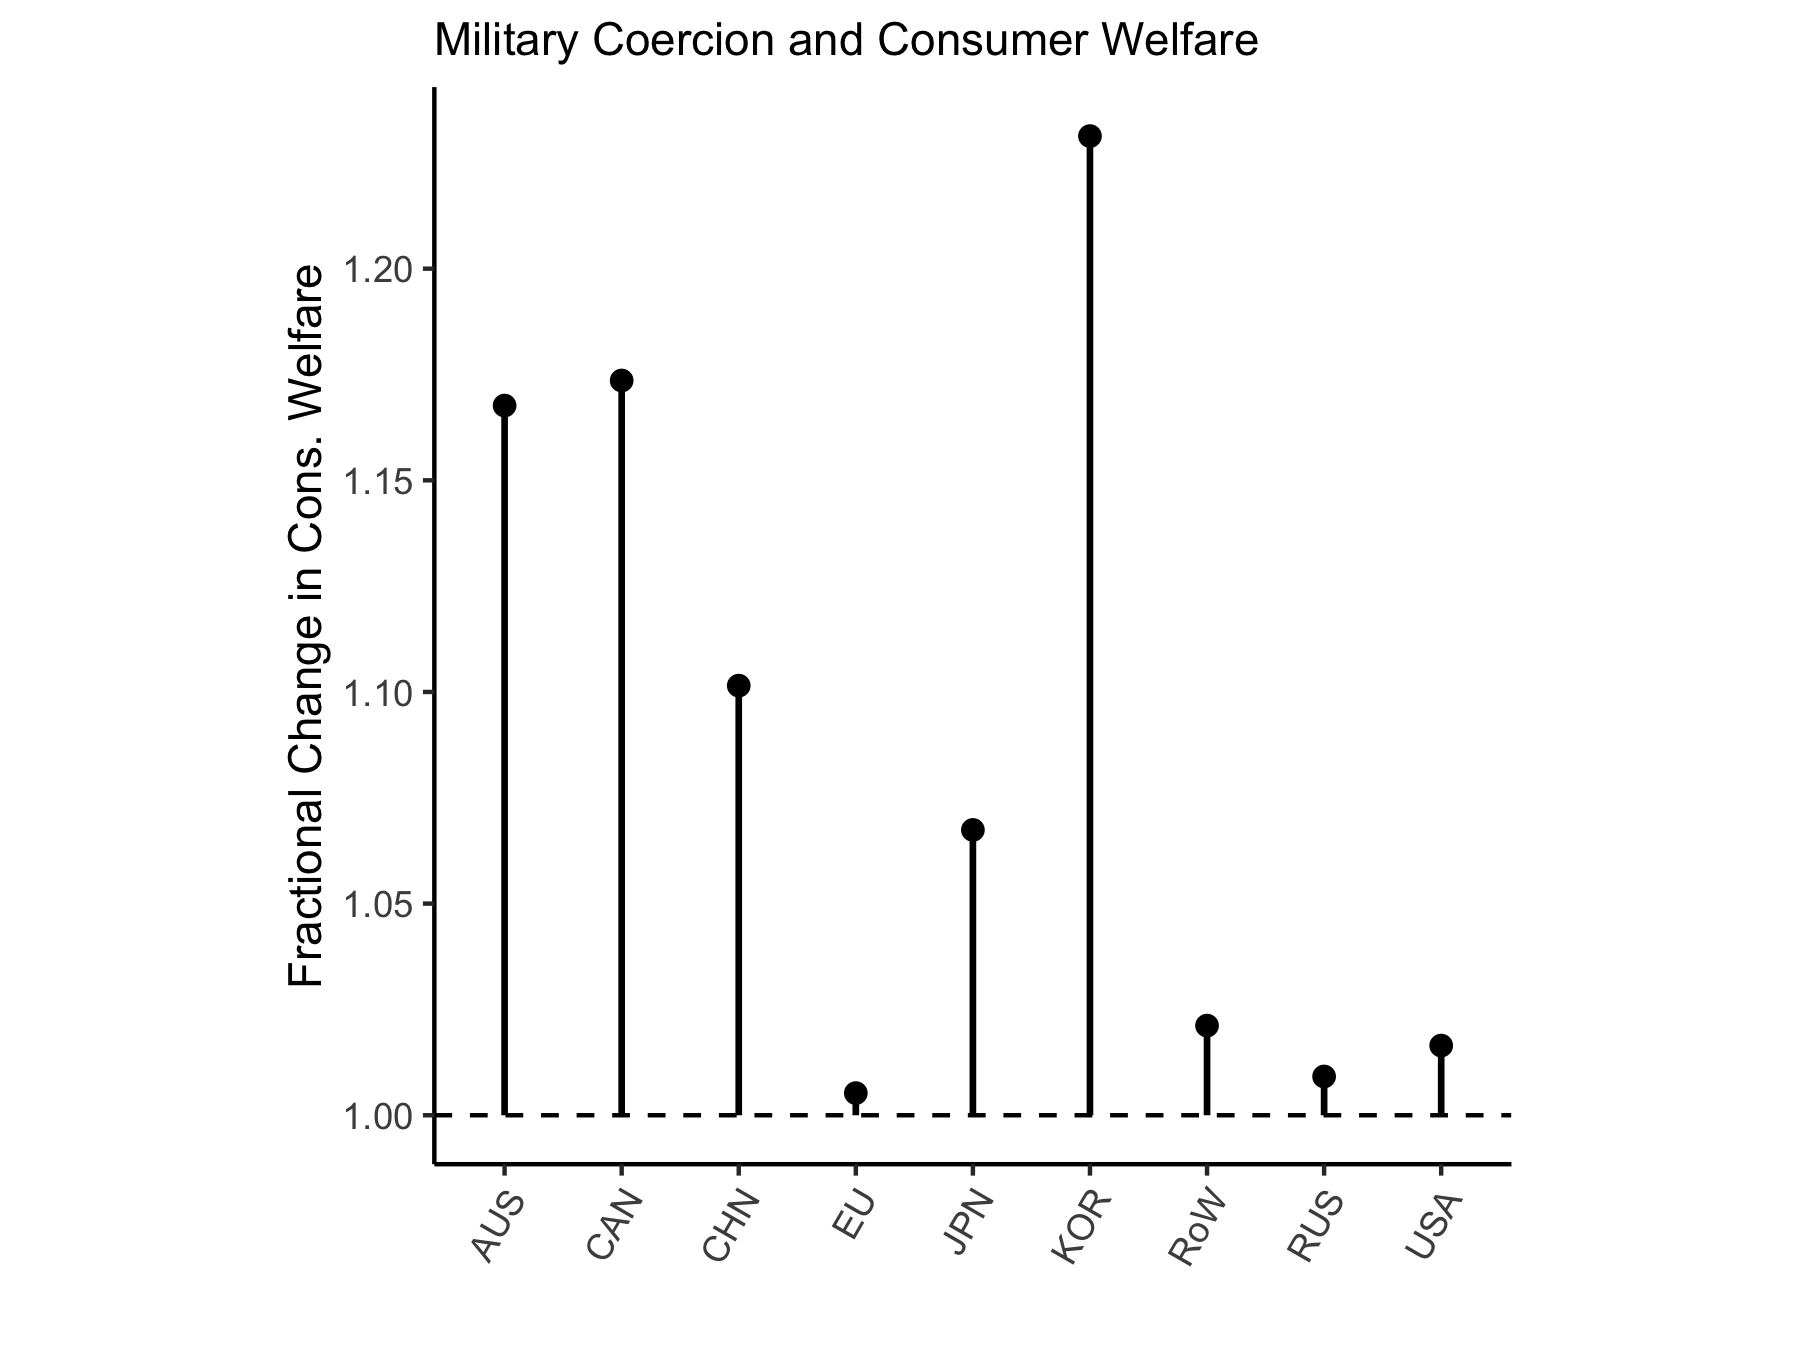 Military Coercion and Consumer Welfare
Fractional Change in Cons. Welfare
1.20
1.15
1.10
1.05
1.00
AUS
CAN
CHN
EU
JPN
KOR
RoW
RUS
USA